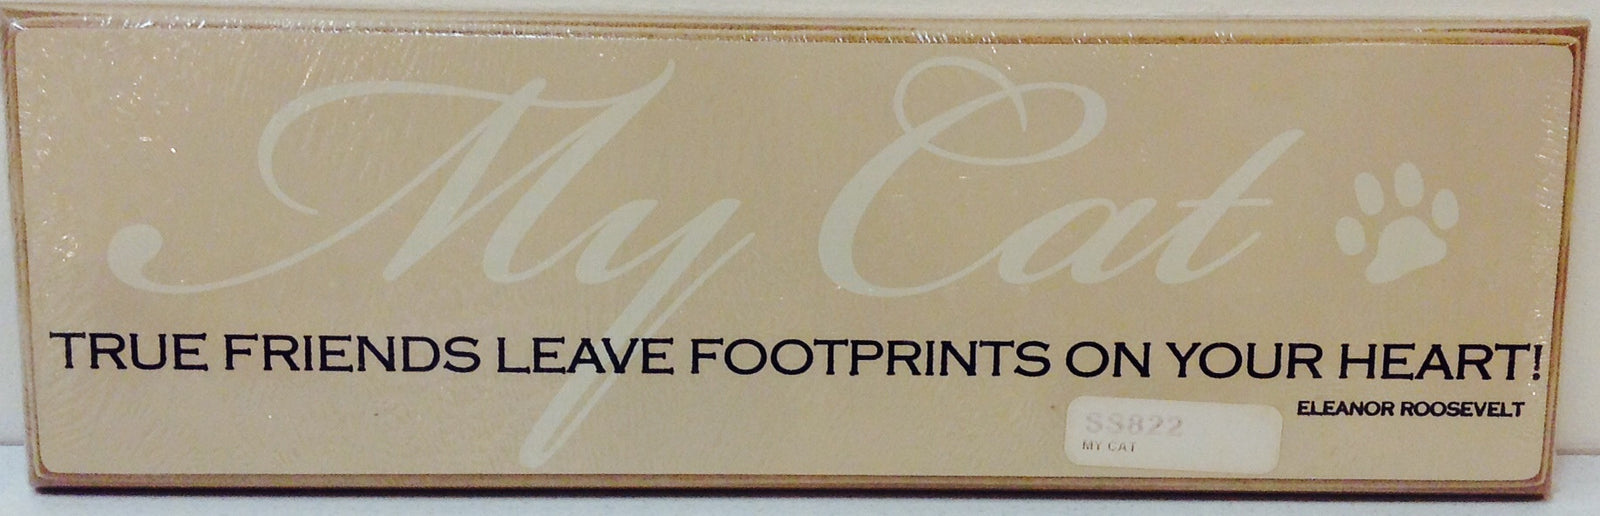 My Cat
TRUE FRIENDS LEAVE FOOTPRINTS ON YOUR HEART!
ELEANOR ROOSEVELT
SS822
MY CAT